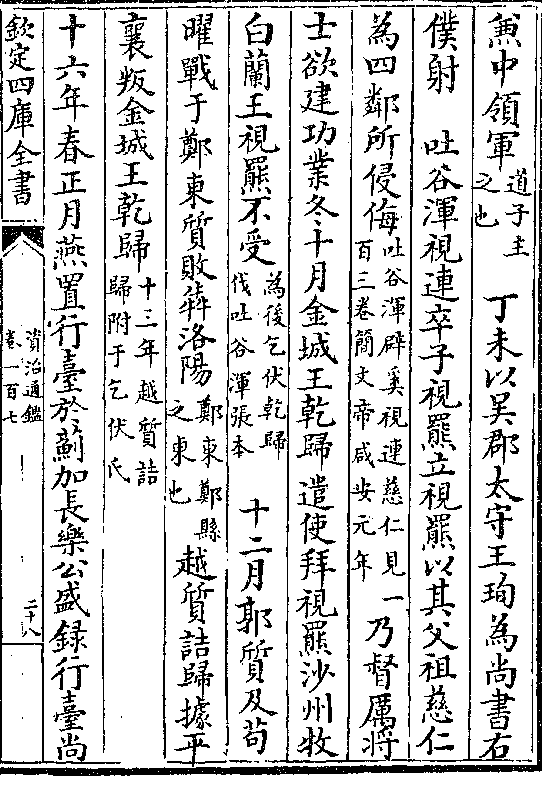 兼中領軍道子主之也　丁未以吳郡太守王珣為尚書右
僕射　吐谷渾視連卒子視羆立視羆以其父祖慈仁
為四鄰所侵侮吐谷渾辟奚視連慈仁見一百三卷簡文帝咸安元年乃督厲將
士欲建功業冬十月金城王乾歸遣使拜視羆沙州牧
白蘭王視羆不受為後乞伏乾歸伐吐谷渾張本　十二月郭質及苟
曜戰于鄭東質敗犇洛陽鄭東鄭縣之東也　越質詰歸據平
襄叛金城王乾歸十三年越質詰歸附于乞伏氏
十六年春正月燕置行臺於薊加長樂公盛錄行臺尚
欽定四庫全書
資治通鑑
卷一百七
二十八